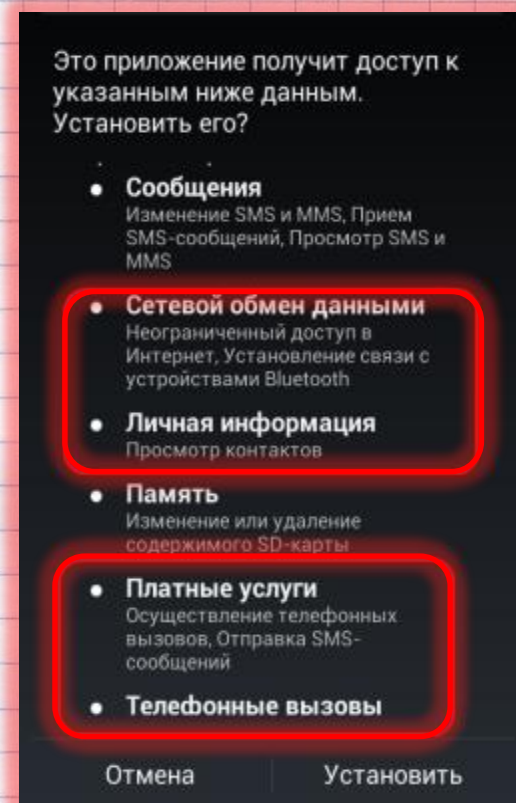 Это приложение получит доступ к
указанным ниже данным.
Установить его?
• Сообщения
Изменение SMS и MMS, Прием
SMS-сообщений, Просмотр SMS и
MMS
• Сетевой обмен данными
Неограниченный доступ в
Интернет, Установление связи с
устройствами Bluetooth
• Личная информация
Просмотр контактов
• Память
Изменение или удаление
содержимого SD-карты
• Платные услуги
Осуществление телефонных
вызовов, Отправка SMS-
сообщений
• Телефонные вызовы
Отмена
Установить